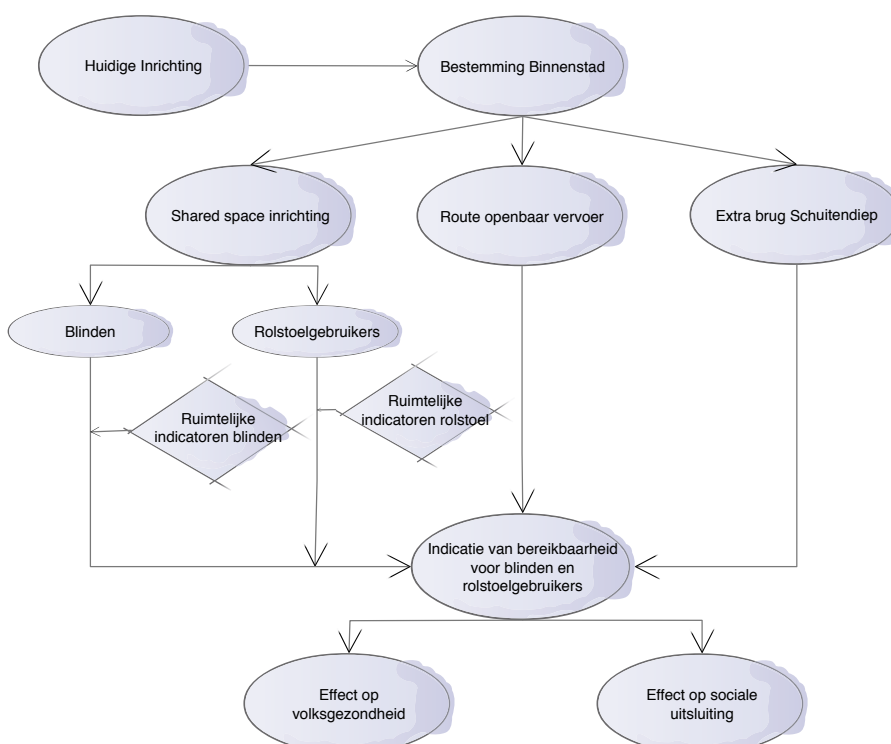 Huidige Inrichting
Bestemming Binnenstad
Shared space inrichting
Route openbaar vervoer
Extra brug Schuitendiep
Blinden
Rolstoelgebruikers
Ruimtelijke
indicatoren blinden
Ruimtelijke
indicatoren rolstoel
Indicatie van bereikbaarheid
voor blinden en
rolstoelgebruikers
Effect op
volksgezondheid
Effect op sociale
uitsluiting